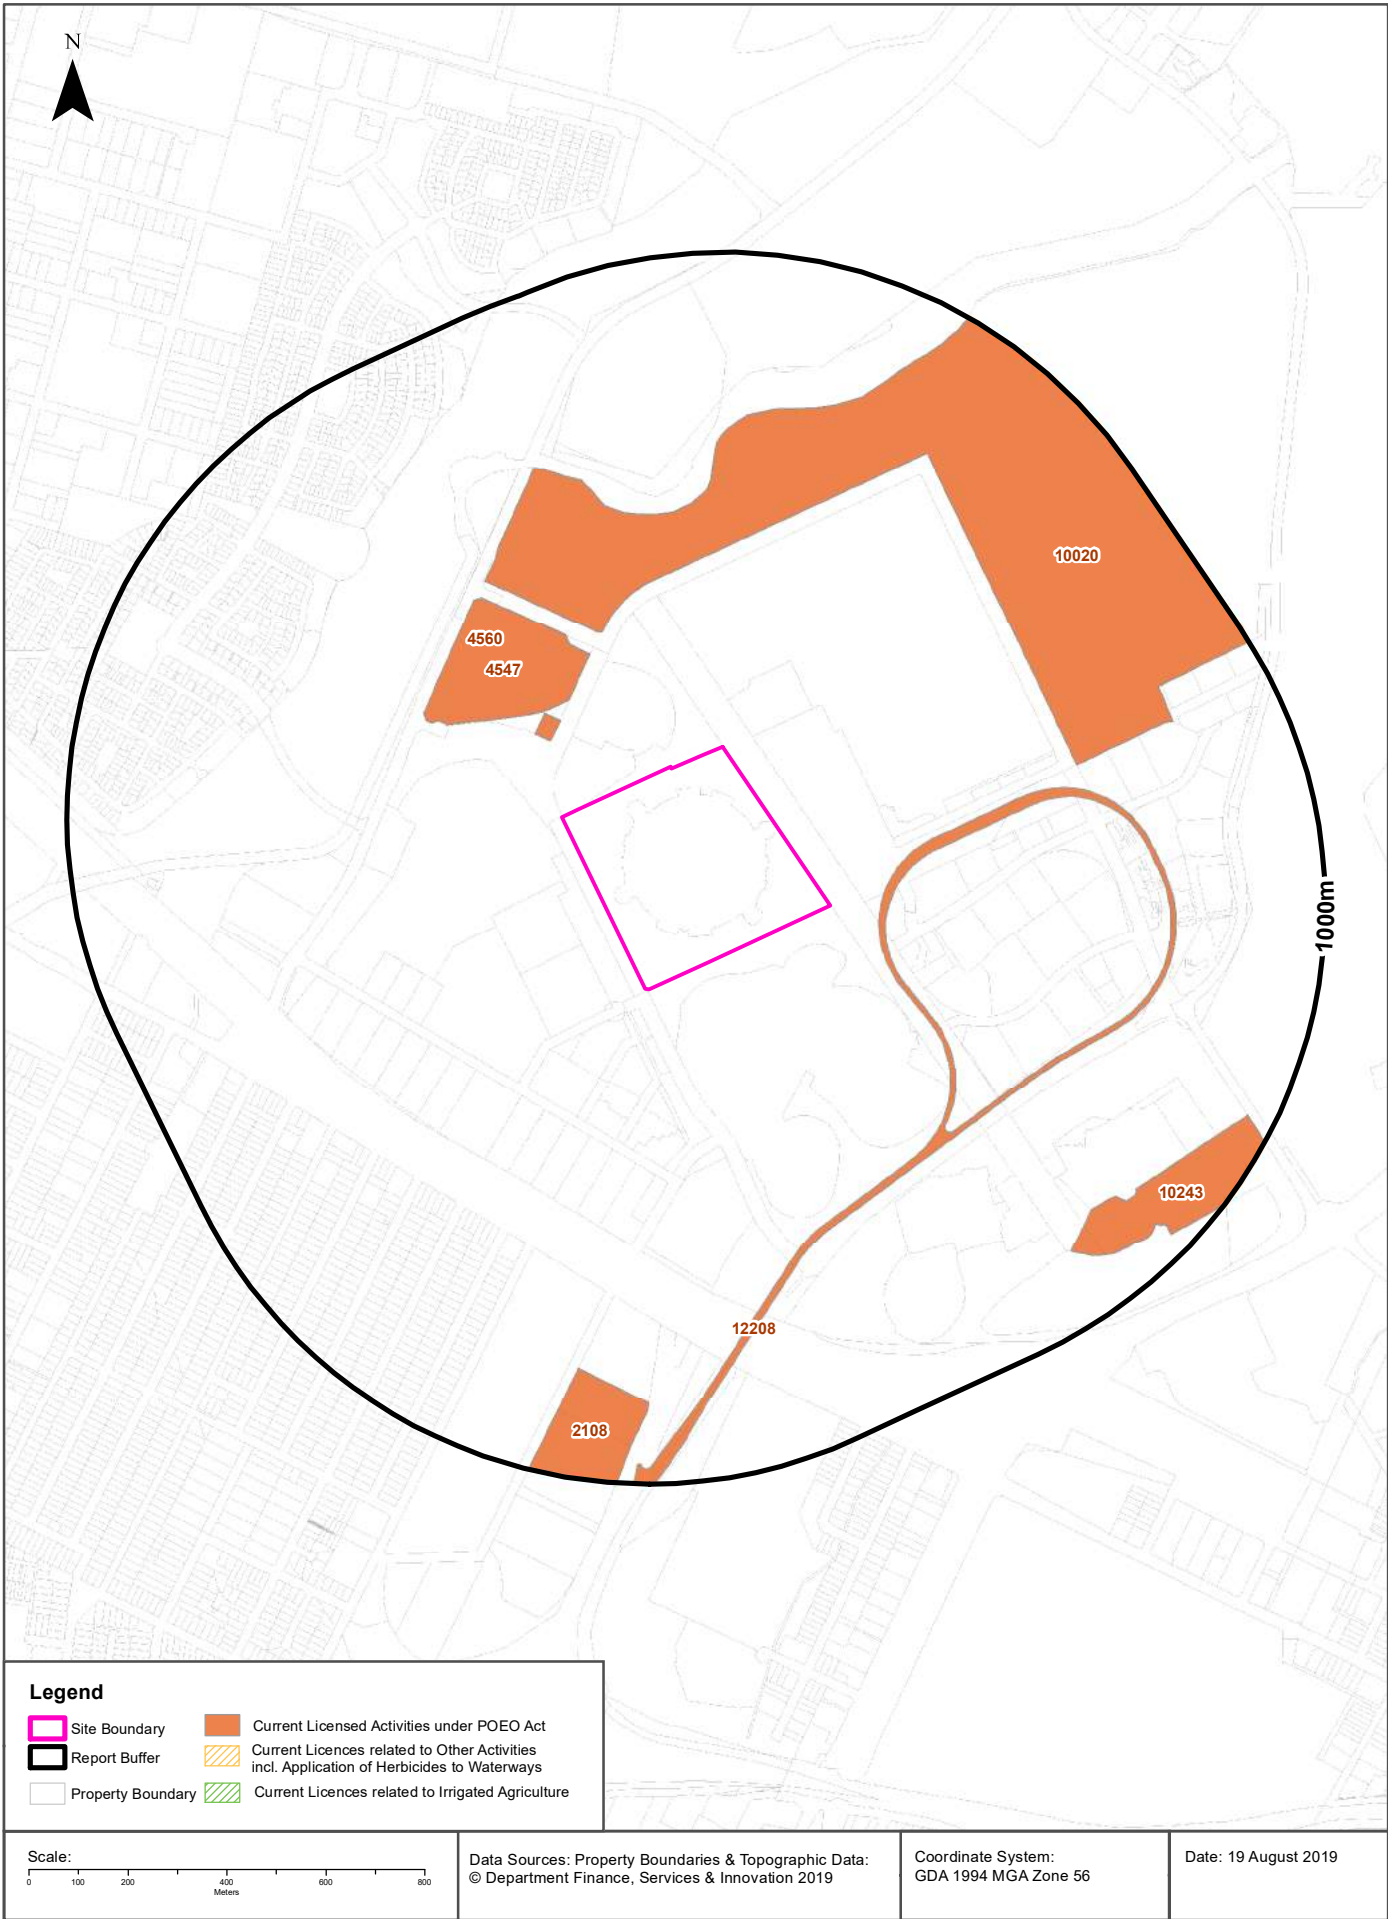 N
10020
4560
4547
1000m
10243
12208
2108
Legend
Site Boundary
Report Buffer
Property Boundary
Current Licensed Activities under POEO Act
Current Licences related to Other Activities
incl. Application of Herbicides to Waterways
Current Licences related to Irrigated Agriculture
Scale:
0 100 200 400 600 800
Meters
Data Sources: Property Boundaries & Topographic Data:
© Department Finance, Services & Innovation 2019
Coordinate System:
GDA 1994 MGA Zone 56
Date: 19 August 2019